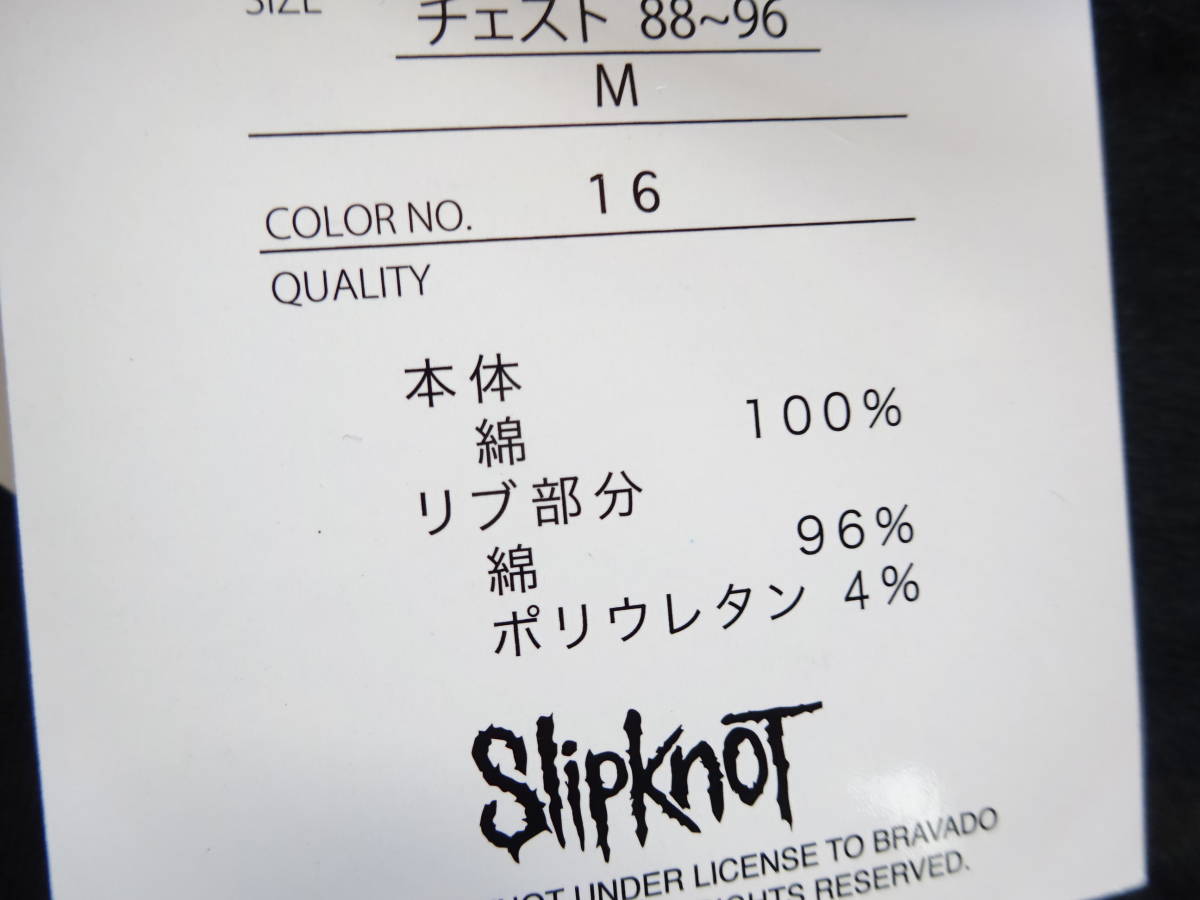 SIZE チェスト 88~96
M
COLOR NO. 16
QUALITY
本体
綿 100%
リブ部分
綿 96%
ポリウレタン 4%
Slipknot
UNDER LICENSE TO BRAVADO
RESERVED.